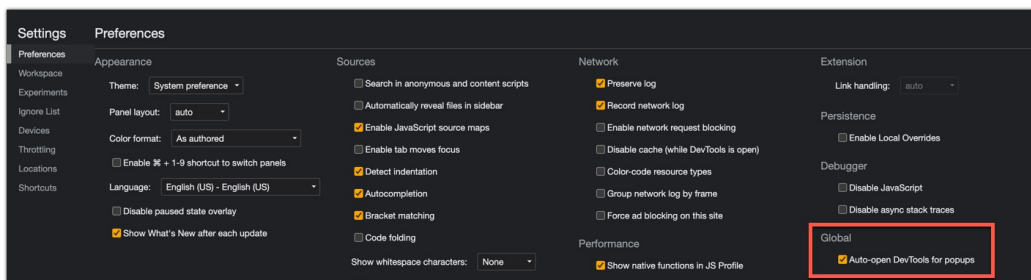 Settings
Preferences
Workspace
Experiments
Ignore List
Devices
Throttling
Locations
Shortcuts
Preferences
Appearance
Theme: System preference
Panel layout: auto
Color format: As authored
Enable ⌘ + 1-9 shortcut to switch panels
Language: English (US) - English (US)
Disable paused state overlay
Show What's New after each update
Sources
Search in anonymous and content scripts
Automatically reveal files in sidebar
Enable JavaScript source maps
Enable tab moves focus
Detect indentation
Autocompletion
Bracket matching
Code folding
Show whitespace characters: None
Network
Preserve log
Record network log
Enable network request blocking
Disable cache (while DevTools is open)
Color-code resource types
Group network log by frame
Force ad blocking on this site
Performance
Show native functions in JS Profile
Extension
Link handling: auto
Persistence
Enable Local Overrides
Debugger
Disable JavaScript
Disable async stack traces
Global
Auto-open DevTools for popups